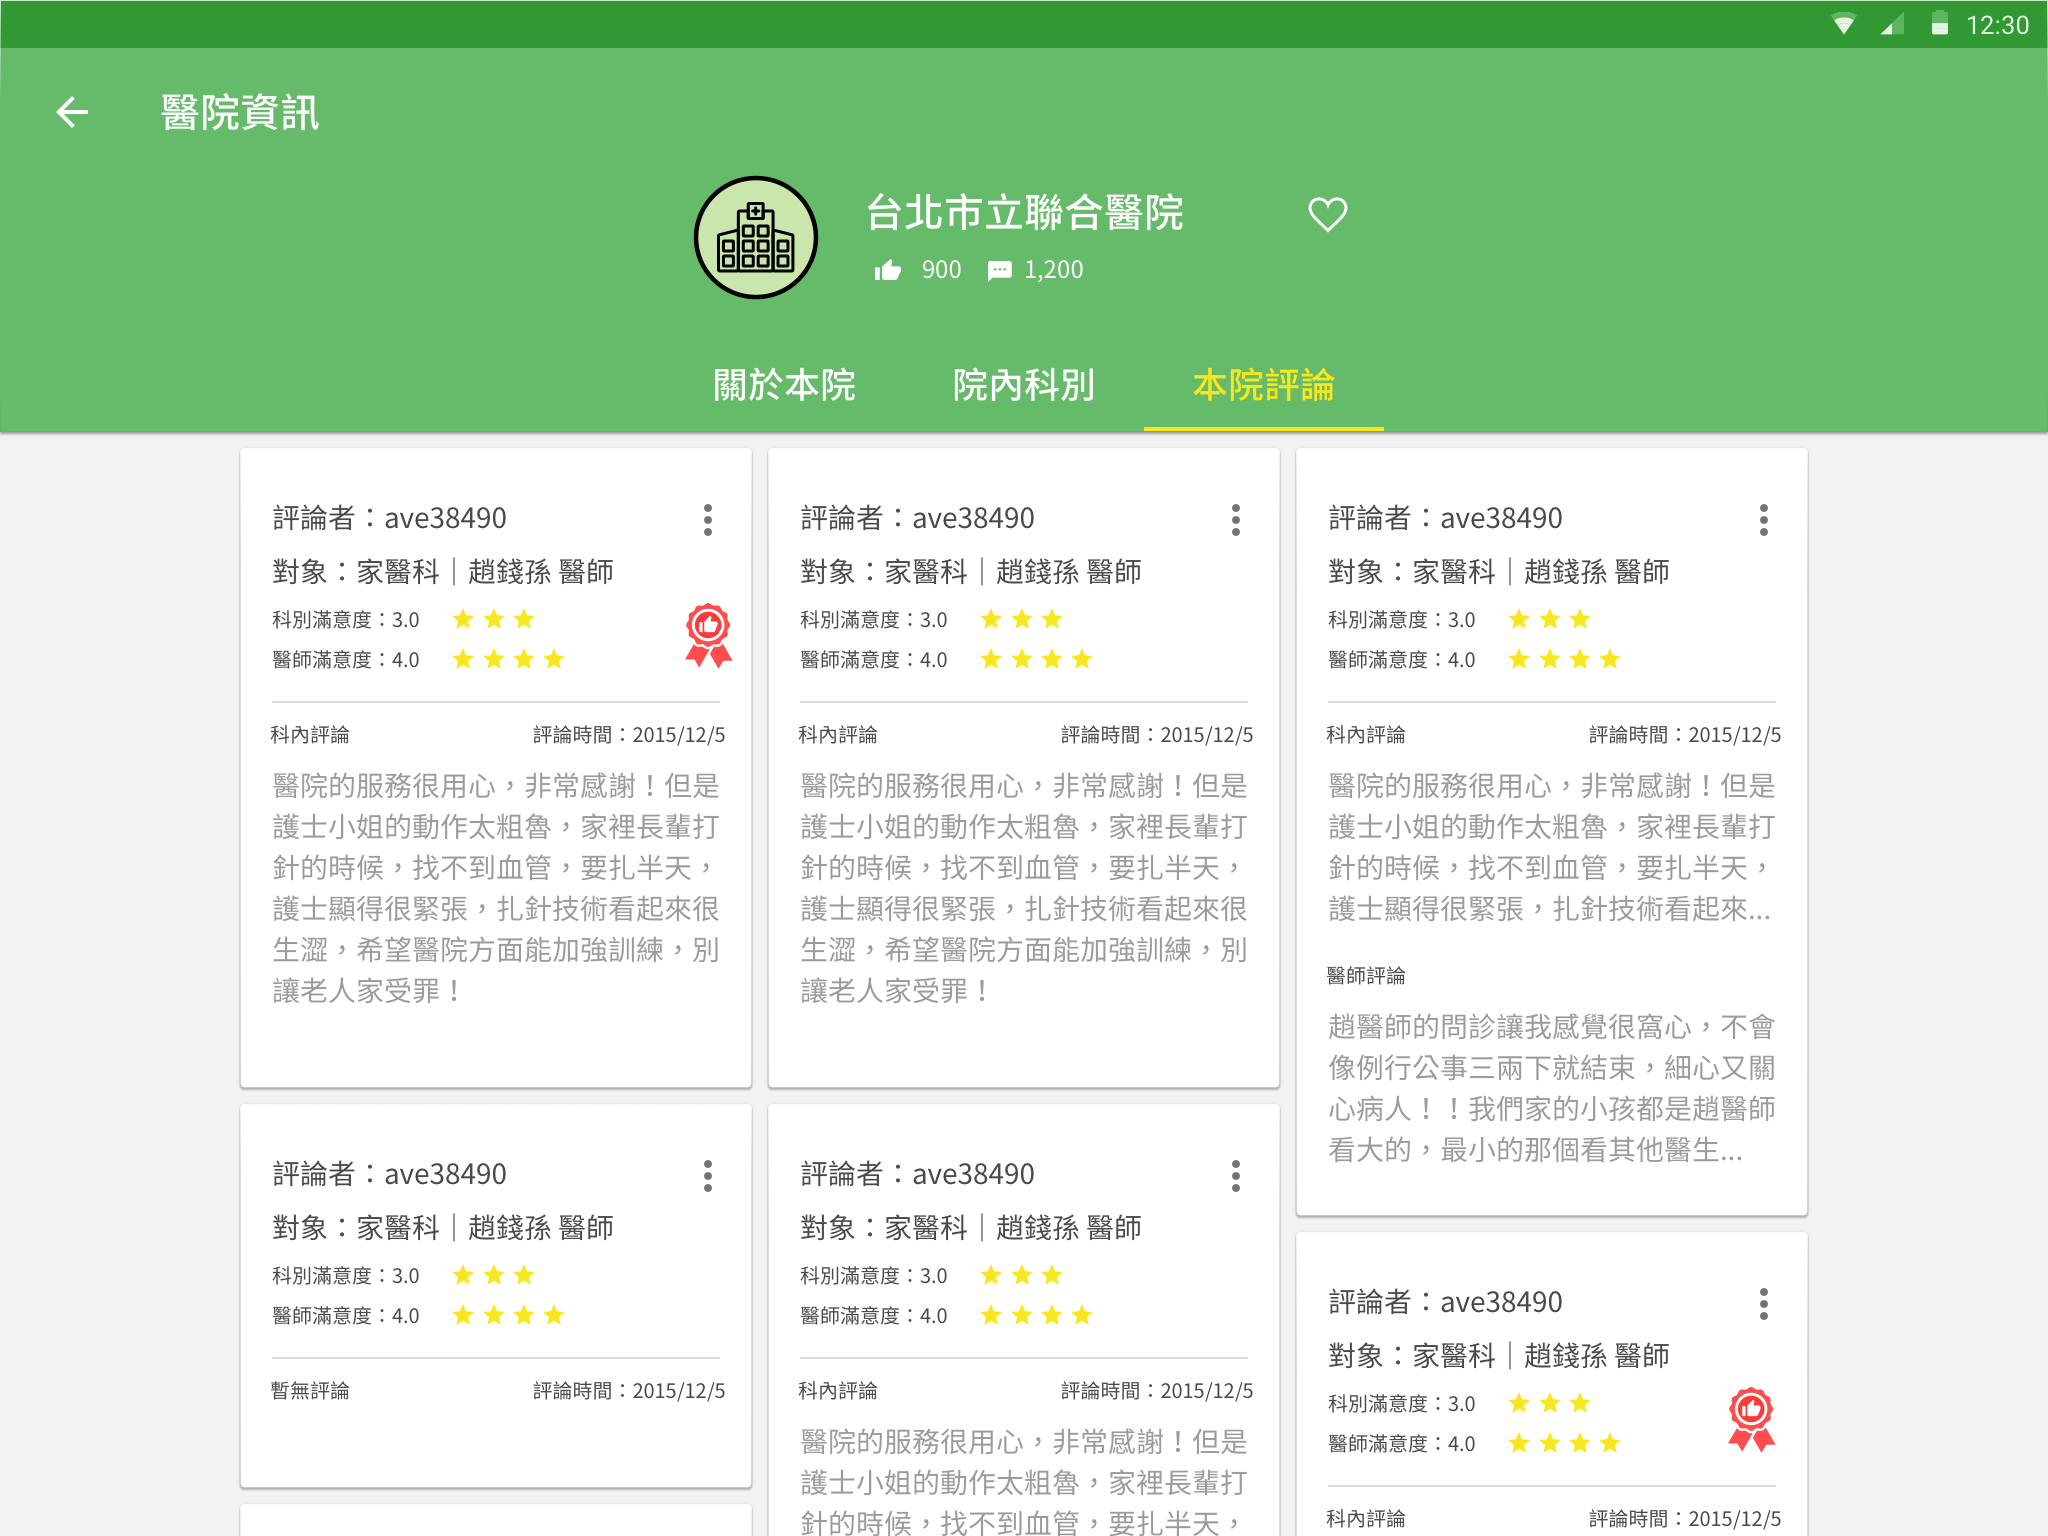 12:30
醫院資訊
台北市立聯合醫院
900 1,200
關於本院 院內科別 本院評論
評論者：ave38490
對象：家醫科｜趙錢孫 醫師
科別滿意度：3.0
醫師滿意度：4.0
科內評論 評論時間：2015/12/5
醫院的服務很用心，非常感謝！但是
護士小姐的動作太粗魯，家裡長輩打
針的時候，找不到血管，要扎半天，
護士顯得很緊張，扎針技術看起來很
生澀，希望醫院方面能加強訓練，別
讓老人家受罪！
評論者：ave38490
對象：家醫科｜趙錢孫 醫師
科別滿意度：3.0
醫師滿意度：4.0
科內評論 評論時間：2015/12/5
醫院的服務很用心，非常感謝！但是
護士小姐的動作太粗魯，家裡長輩打
針的時候，找不到血管，要扎半天，
護士顯得很緊張，扎針技術看起來很
生澀，希望醫院方面能加強訓練，別
讓老人家受罪！
評論者：ave38490
對象：家醫科｜趙錢孫 醫師
科別滿意度：3.0
醫師滿意度：4.0
科內評論 評論時間：2015/12/5
醫院的服務很用心，非常感謝！但是
護士小姐的動作太粗魯，家裡長輩打
針的時候，找不到血管，要扎半天，
護士顯得很緊張，扎針技術看起來...
醫師評論
趙醫師的問診讓我感覺很窩心，不會
像例行公事三兩下就結束，細心又關
心病人！！我們家的小孩都是趙醫師
看大的，最小的那個看其他醫生...
評論者：ave38490
對象：家醫科｜趙錢孫 醫師
科別滿意度：3.0
醫師滿意度：4.0
暫無評論 評論時間：2015/12/5
評論者：ave38490
對象：家醫科｜趙錢孫 醫師
科別滿意度：3.0
醫師滿意度：4.0
科內評論 評論時間：2015/12/5
醫院的服務很用心，非常感謝！但是
護士小姐的動作太粗魯，家裡長輩打
針的時候，找不到血管，要扎半天，
評論者：ave38490
對象：家醫科｜趙錢孫 醫師
科別滿意度：3.0
醫師滿意度：4.0
科內評論 評論時間：2015/12/5